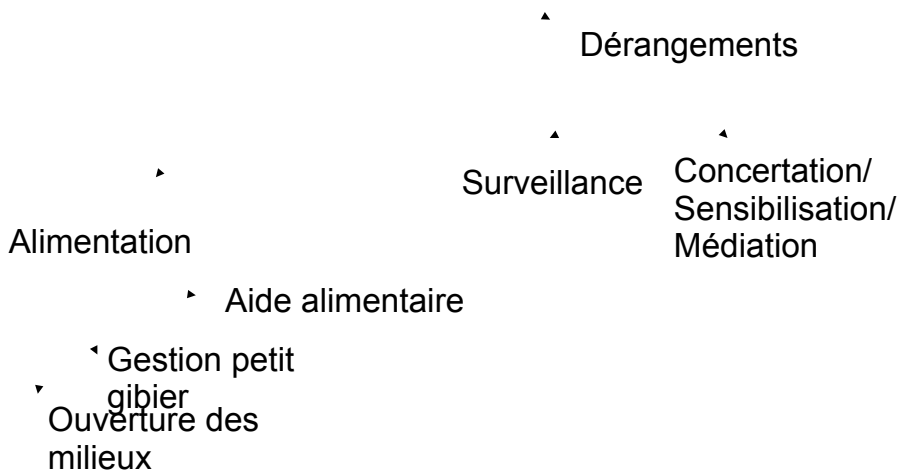 Dérangements
Surveillance
Concertation/
Sensibilisation/
Médiation
Alimentation
Aide alimentaire
Gestion petit
gibier
Ouverture des
milieux